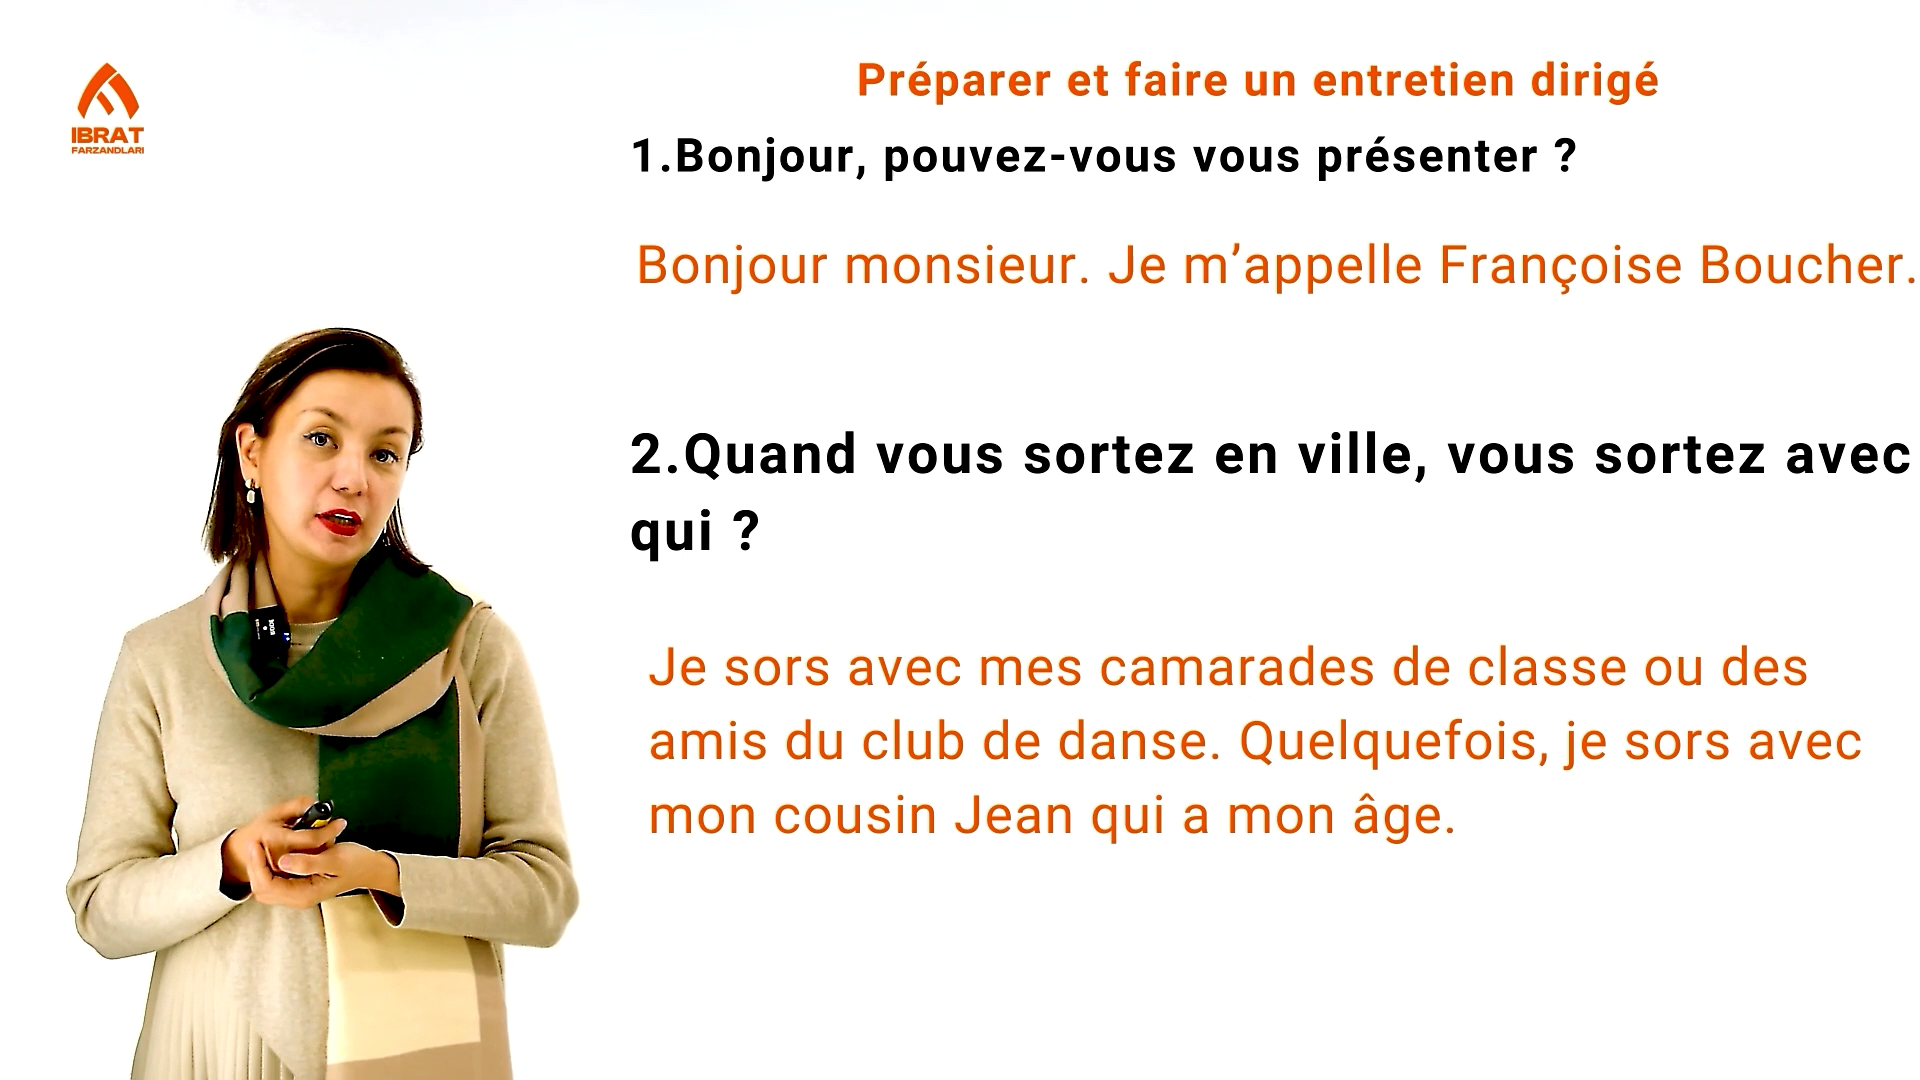 IBRAT
FARZANDLARI
Préparer et faire un entretien dirigé
1.Bonjour, pouvez-vous vous présenter ?
Bonjour monsieur. Je m’appelle Françoise Boucher.
2.Quand vous sortez en ville, vous sortez avec
qui ?
Je sors avec mes camarades de classe ou des
amis du club de danse. Quelquefois, je sors avec
mon cousin Jean qui a mon âge.